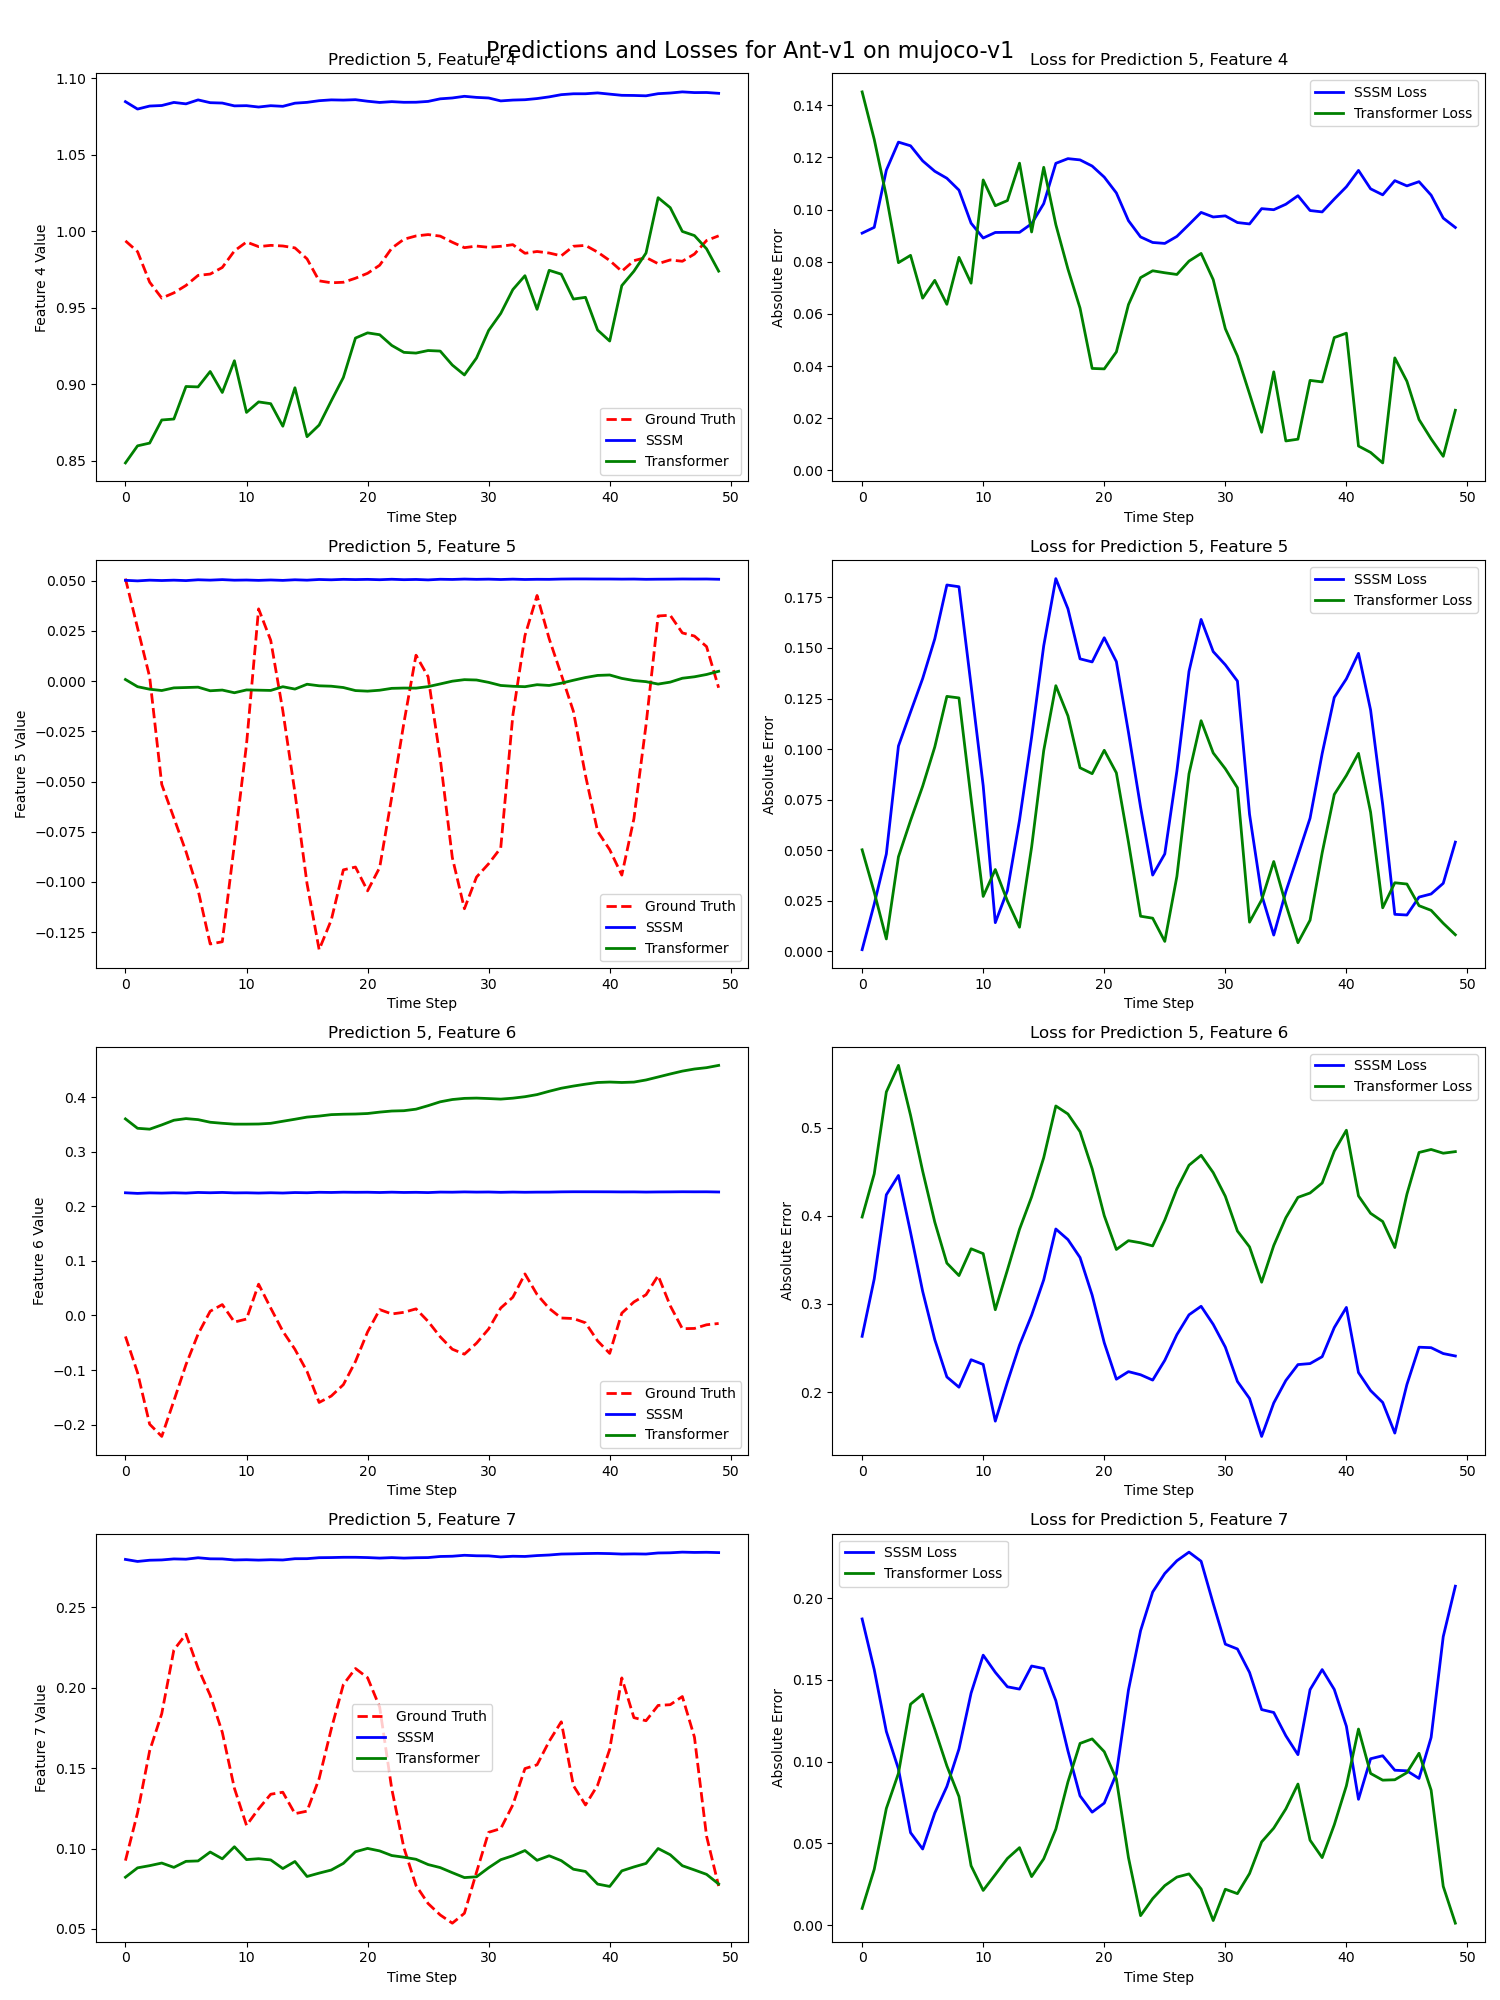 Predictions and Losses for Ant-v1 on mujoco-v1
Prediction 5, Feature 4
1.10
1.05
1.00
0.95
0.90
0.85
Feature 4 Value
Ground Truth
SSSM
Transformer
0 10 20 30 40 50
Time Step
Loss for Prediction 5, Feature 4
0.14
0.12
0.10
0.08
0.06
0.04
0.02
0.00
Absolute Error
SSSM Loss
Transformer Loss
0 10 20 30 40 50
Time Step
Prediction 5, Feature 5
0.050
0.025
0.000
−0.025
−0.050
−0.075
−0.100
−0.125
Feature 5 Value
Ground Truth
SSSM
Transformer
0 10 20 30 40 50
Time Step
Loss for Prediction 5, Feature 5
0.175
0.150
0.125
0.100
0.075
0.050
0.025
0.000
Absolute Error
SSSM Loss
Transformer Loss
0 10 20 30 40 50
Time Step
Prediction 5, Feature 6
0.4
0.3
0.2
0.1
0.0
−0.1
−0.2
Feature 6 Value
Ground Truth
SSSM
Transformer
0 10 20 30 40 50
Time Step
Loss for Prediction 5, Feature 6
0.5
0.4
0.3
0.2
Absolute Error
SSSM Loss
Transformer Loss
0 10 20 30 40 50
Time Step
Prediction 5, Feature 7
0.25
0.20
0.15
0.10
0.05
Feature 7 Value
Ground Truth
SSSM
Transformer
0 10 20 30 40 50
Time Step
Loss for Prediction 5, Feature 7
0.20
0.15
0.10
0.05
0.00
Absolute Error
SSSM Loss
Transformer Loss
0 10 20 30 40 50
Time Step